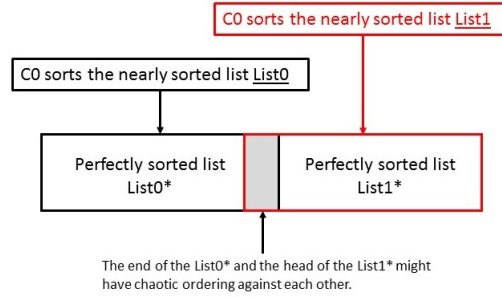 C0 sorts the nearly sorted list List1
C0 sorts the nearly sorted list List0
Perfectly sorted list
List0*
Perfectly sorted list
List1*
The end of the List0* and the head of the List1* might
have chaotic ordering against each other.